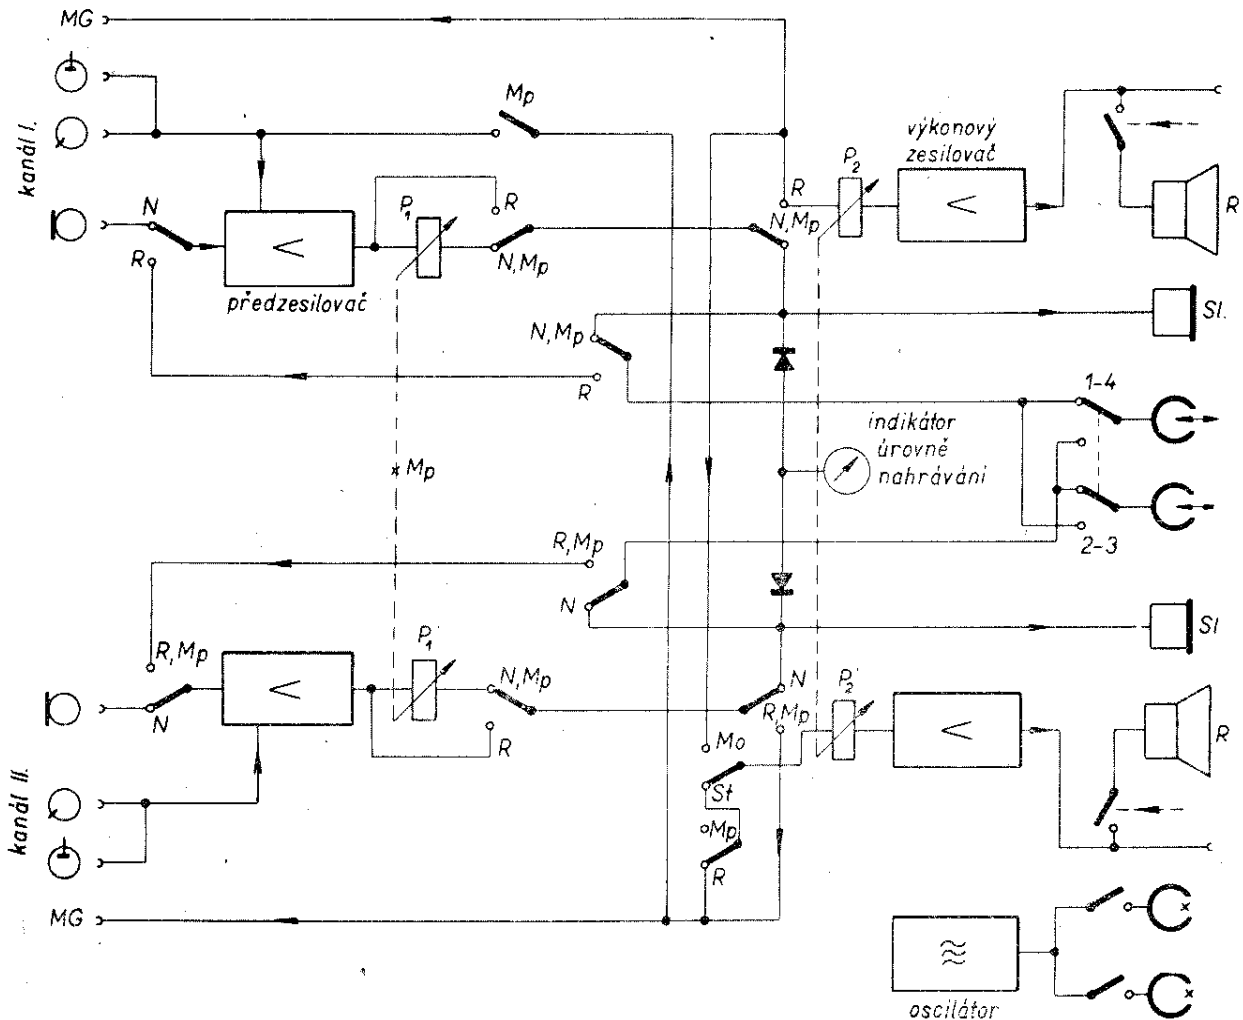 MG
Mp
kanál I.
výkonový
zesilovač
P2
R
R
N
P1
R
N,Mp
R
N,Mp
předzesilovač
Sl.
N,Mp
R
1-4
indikátor
úrovně
nahrávání
Mp
2-3
R,Mp
N
Sl
P1
R,Mp
N,Mp
N
P2
N
R,Mp
R
R
Mo
St
kanál II.
Mp
R
MG
oscilátor